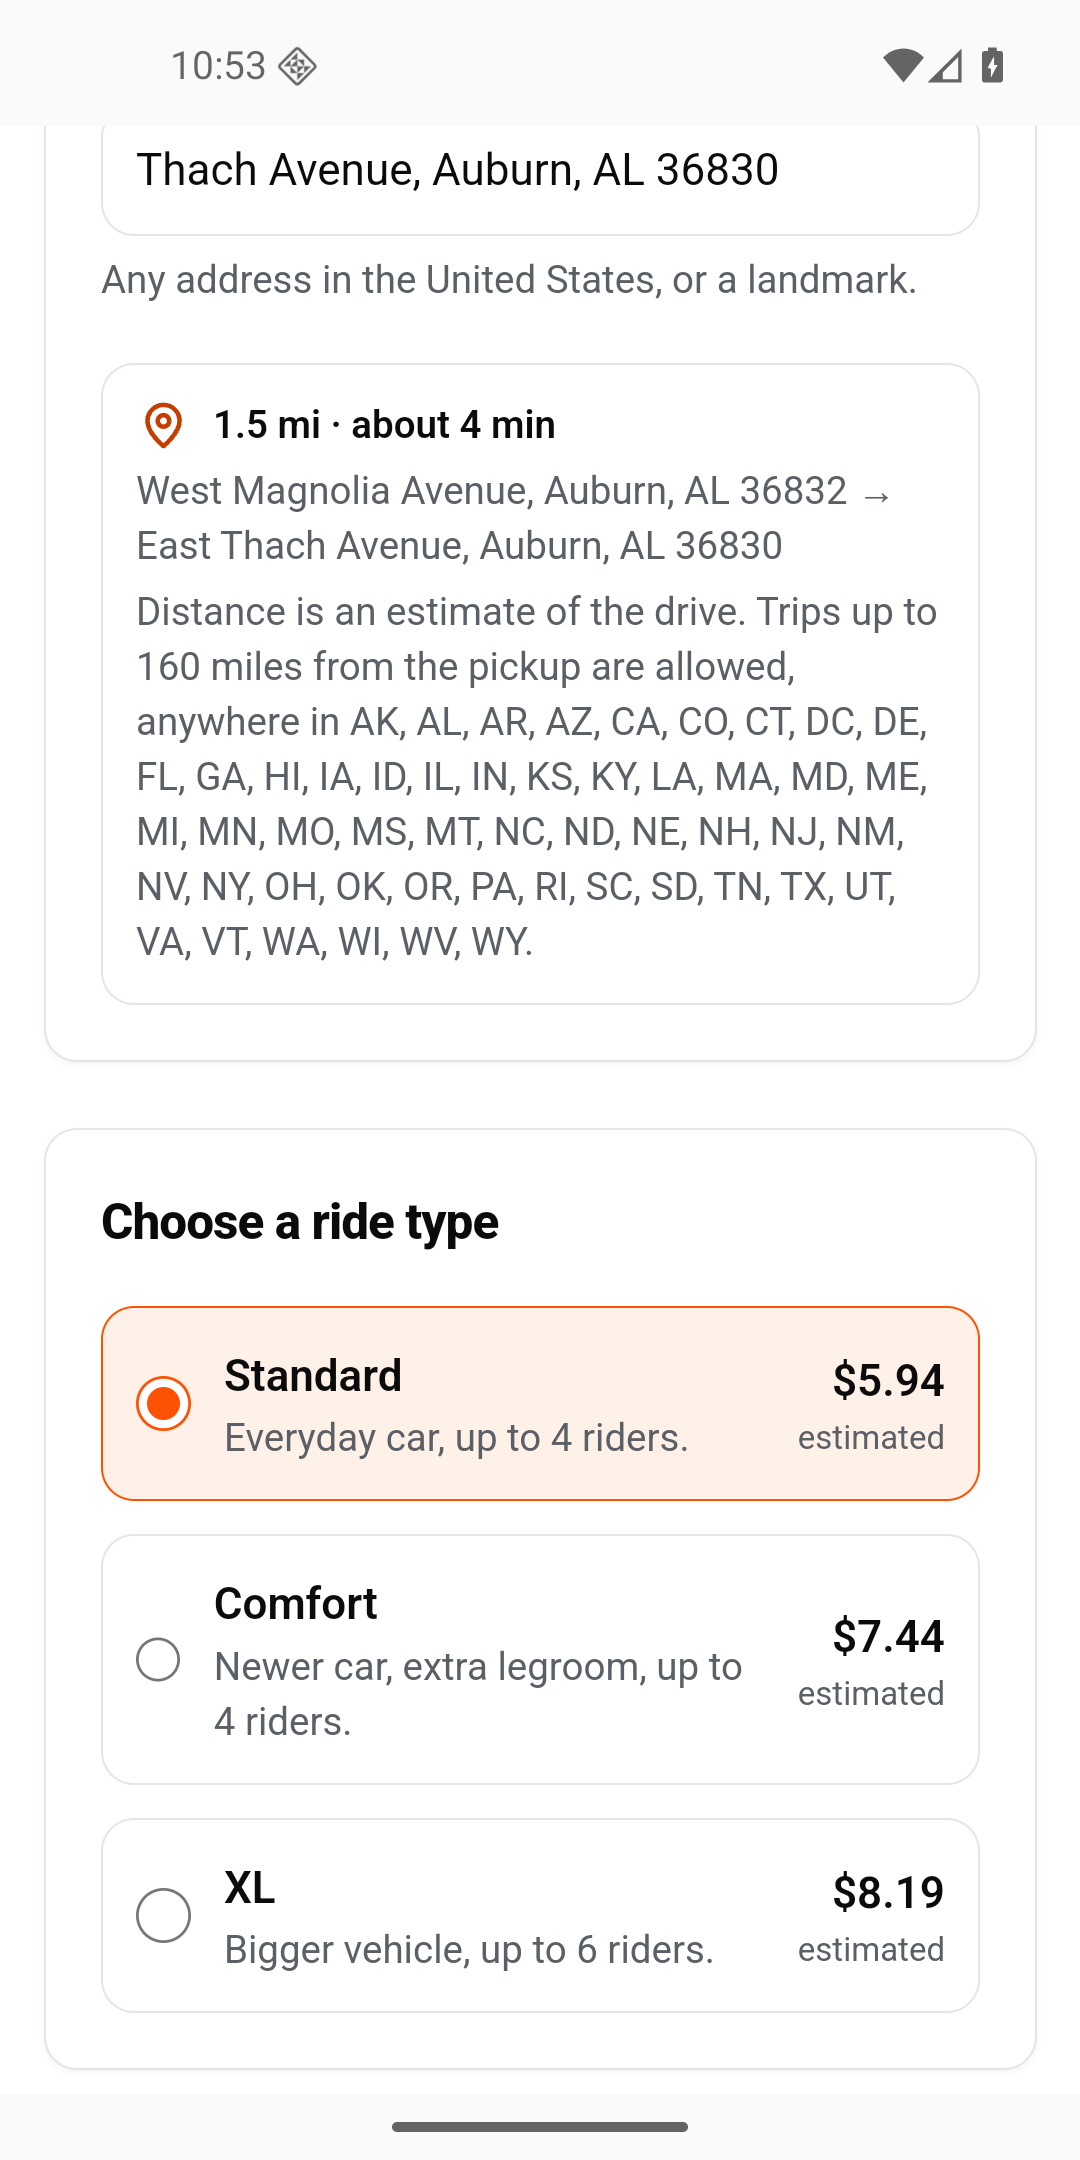 10:53
Thach Avenue, Auburn, AL 36830
Any address in the United States, or a landmark.
1.5 mi · about 4 min
West Magnolia Avenue, Auburn, AL 36832 →
East Thach Avenue, Auburn, AL 36830
Distance is an estimate of the drive. Trips up to
160 miles from the pickup are allowed,
anywhere in AK, AL, AR, AZ, CA, CO, CT, DC, DE,
FL, GA, HI, IA, ID, IL, IN, KS, KY, LA, MA, MD, ME,
MI, MN, MO, MS, MT, NC, ND, NE, NH, NJ, NM,
NV, NY, OH, OK, OR, PA, RI, SC, SD, TN, TX, UT,
VA, VT, WA, WI, WV, WY.
Choose a ride type
Standard
Everyday car, up to 4 riders.
$5.94
estimated
Comfort
Newer car, extra legroom, up to
4 riders.
$7.44
estimated
XL
Bigger vehicle, up to 6 riders.
$8.19
estimated